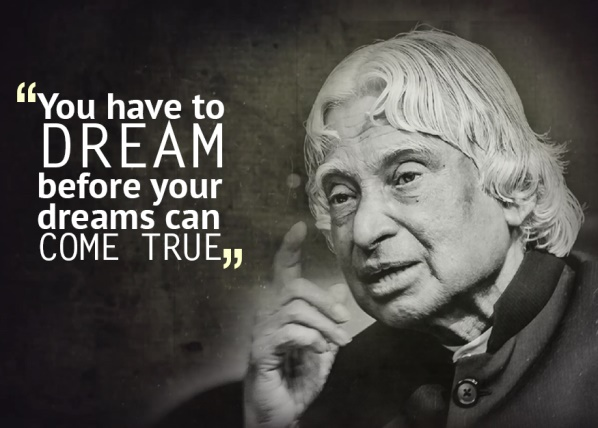 “You have to
DREAM
before your
dreams can
COME TRUE„